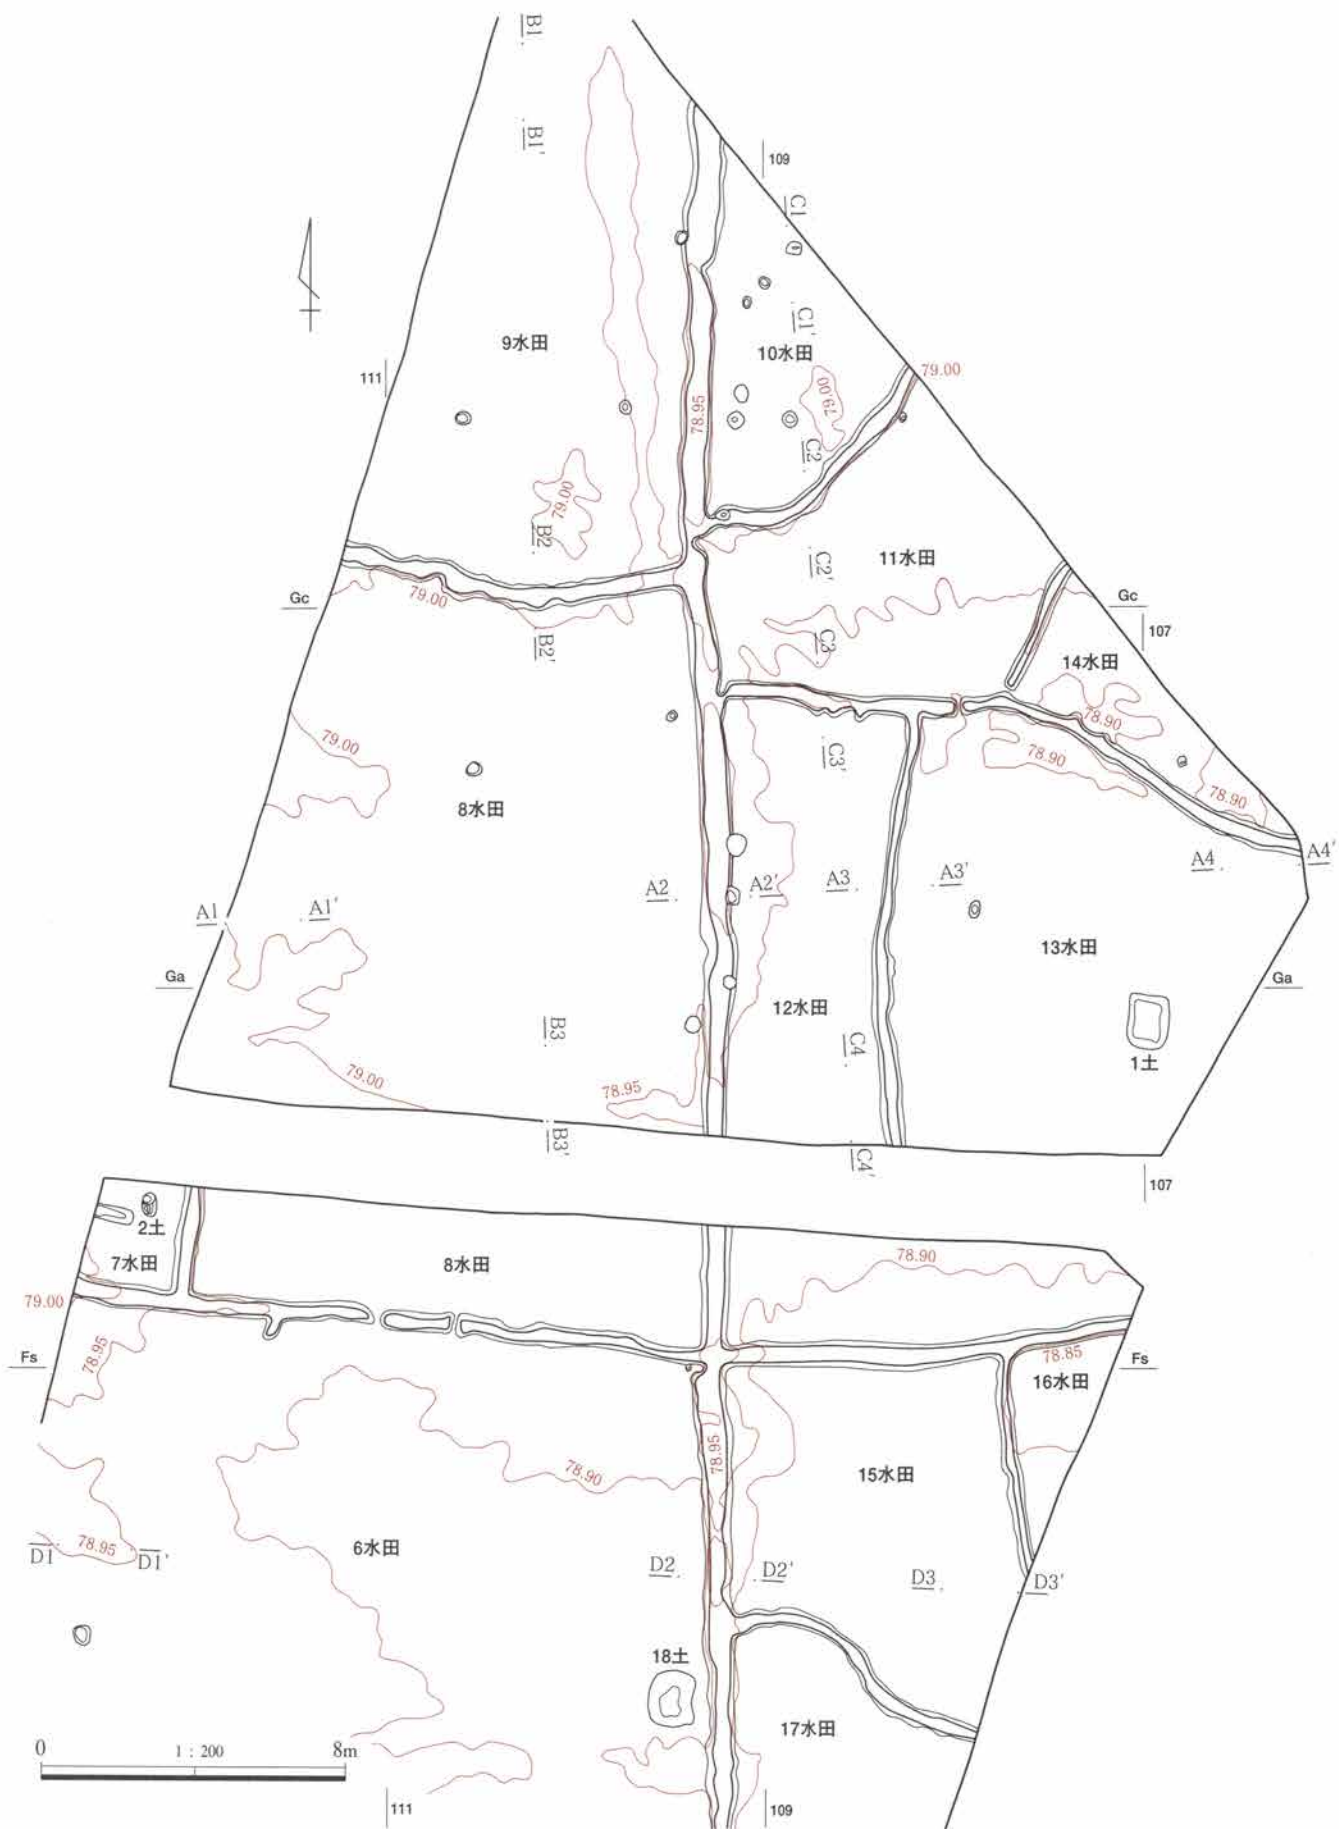 B1
B1'
109
C1
C1'
9水田
10水田
111
79.00
79.00
78.95
C2
79.00
B2
C2'
11水田
Gc
79.00
Gc
107
B2'
C3
14水田
78.90
79.00
C3'
78.90
78.90
8水田
A4
A4'
A2
A2'
A3
A3'
A1
A1'
13水田
Ga
Ga
12水田
B3
C4
1土
79.00
78.95
B3'
C4'
107
2土
7水田
8水田
78.90
79.00
78.95
Fs
78.85
Fs
16水田
78.95
78.90
15水田
D1
78.95
D1'
6水田
D2
D2'
D3
D3'
18土
17水田
0
1 : 200
8m
111
109